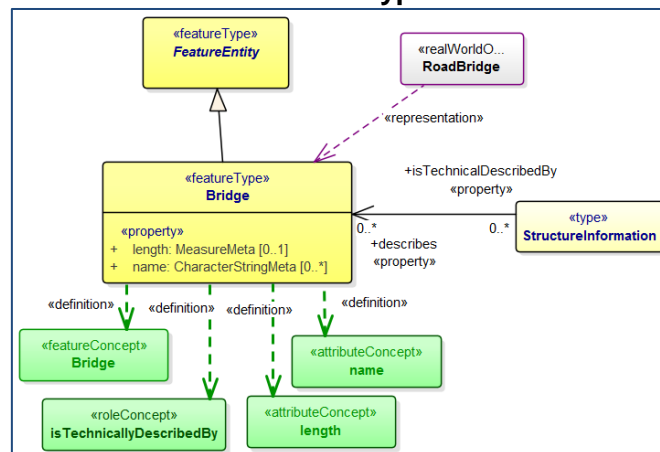 «featureType»
FeatureEntity
«realWorldO...
RoadBridge
«representation»
«featureType»
Bridge
«property»
+ length: MeasureMeta [0..1]
+ name: CharacterStringMeta [0..*]
+isTechnicalDescribedBy
«property»
0..*
0..*
+describes
«property»
«type»
StructureInformation
«definition»
«definition»
«definition»
«definition»
«featureConcept»
Bridge
«attributeConcept»
name
«roleConcept»
isTechnicallyDescribedBy
«attributeConcept»
length